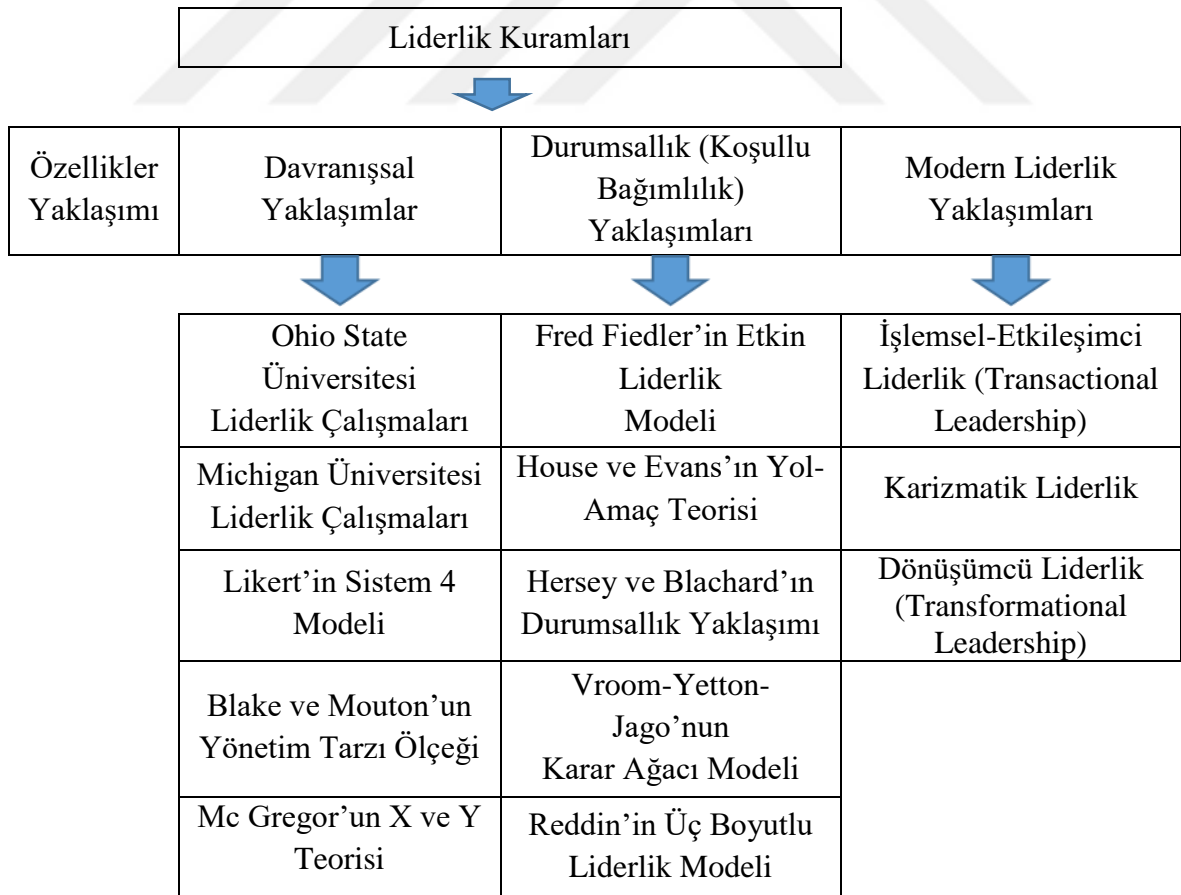 Liderlik Kuramları
Özellikler
Yaklaşımı
Davranışsal
Yaklaşımlar
Durumsallık (Koşullu
Bağımlılık)
Yaklaşımları
Modern Liderlik
Yaklaşımları
Ohio State
Üniversitesi
Liderlik Çalışmaları
Fred Fiedler’in Etkin
Liderlik
Modeli
İşlemsel-Etkileşimci
Liderlik (Transactional
Leadership)
Michigan Üniversitesi
Liderlik Çalışmaları
House ve Evans’ın Yol-
Amaç Teorisi
Karizmatik Liderlik
Likert’in Sistem 4
Modeli
Hersey ve Blachard’ın
Durumsallık Yaklaşımı
Dönüşümcü Liderlik
(Transformational
Leadership)
Blake ve Mouton’un
Yönetim Tarzı Ölçeği
Vroom-Yetton-
Jago’nun
Karar Ağacı Modeli
Mc Gregor’un X ve Y
Teorisi
Reddin’in Üç Boyutlu
Liderlik Modeli